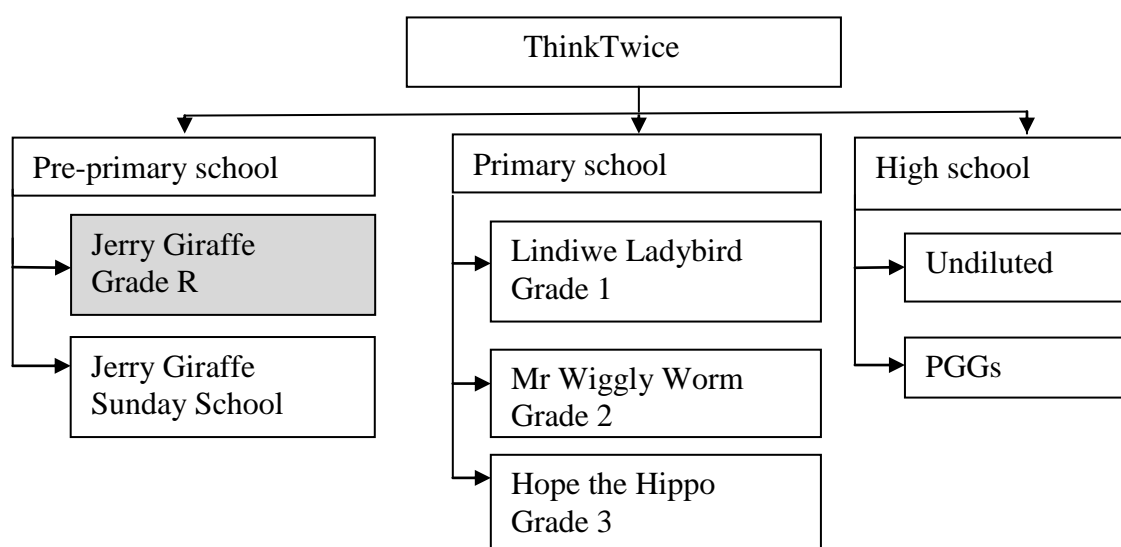 ThinkTwice
Pre-primary school
Jerry Giraffe
Grade R
Jerry Giraffe
Sunday School
Primary school
Lindiwe Ladybird
Grade 1
Mr Wiggly Worm
Grade 2
Hope the Hippo
Grade 3
High school
Undiluted
PGGs